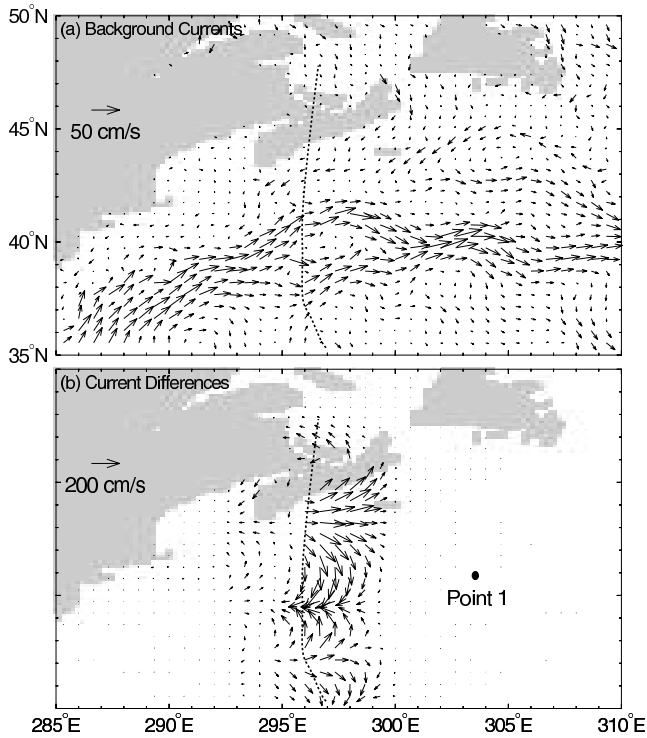 50°N
(a) Background Currents
50 cm/s
45°N
40°N
35°N
(b) Current Differences
200 cm/s
Point 1
285°E 290°E 295°E 300°E 305°E 310°E